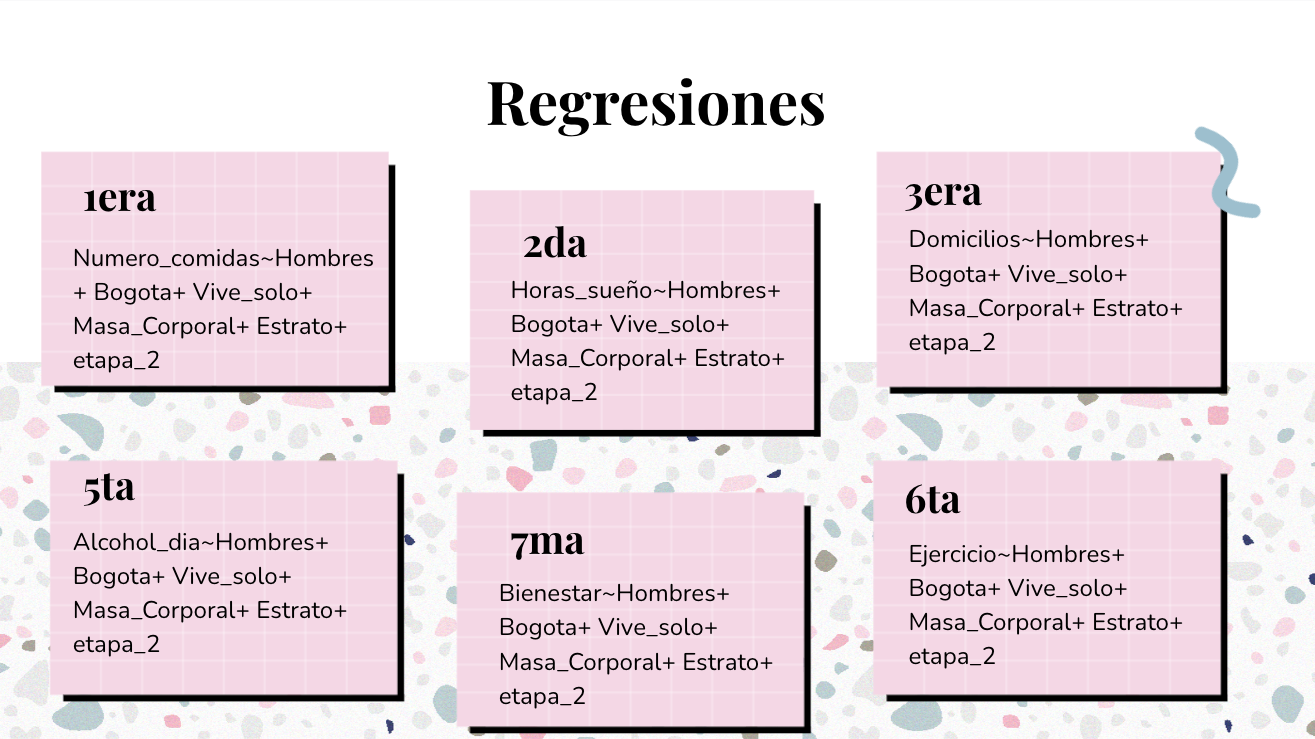 Regresiones
1era
Numero_comidas~Hombres
+ Bogota+ Vive_solo+
Masa_Corporal+ Estrato+
etapa_2
2da
Horas_sueño~Hombres+
Bogota+ Vive_solo+
Masa_Corporal+ Estrato+
etapa_2
3era
Domicilios~Hombres+
Bogota+ Vive_solo+
Masa_Corporal+ Estrato+
etapa_2
5ta
Alcohol_dia~Hombres+
Bogota+ Vive_solo+
Masa_Corporal+ Estrato+
etapa_2
7ma
Bienestar~Hombres+
Bogota+ Vive_solo+
Masa_Corporal+ Estrato+
etapa_2
6ta
Ejercicio~Hombres+
Bogota+ Vive_solo+
Masa_Corporal+ Estrato+
etapa_2